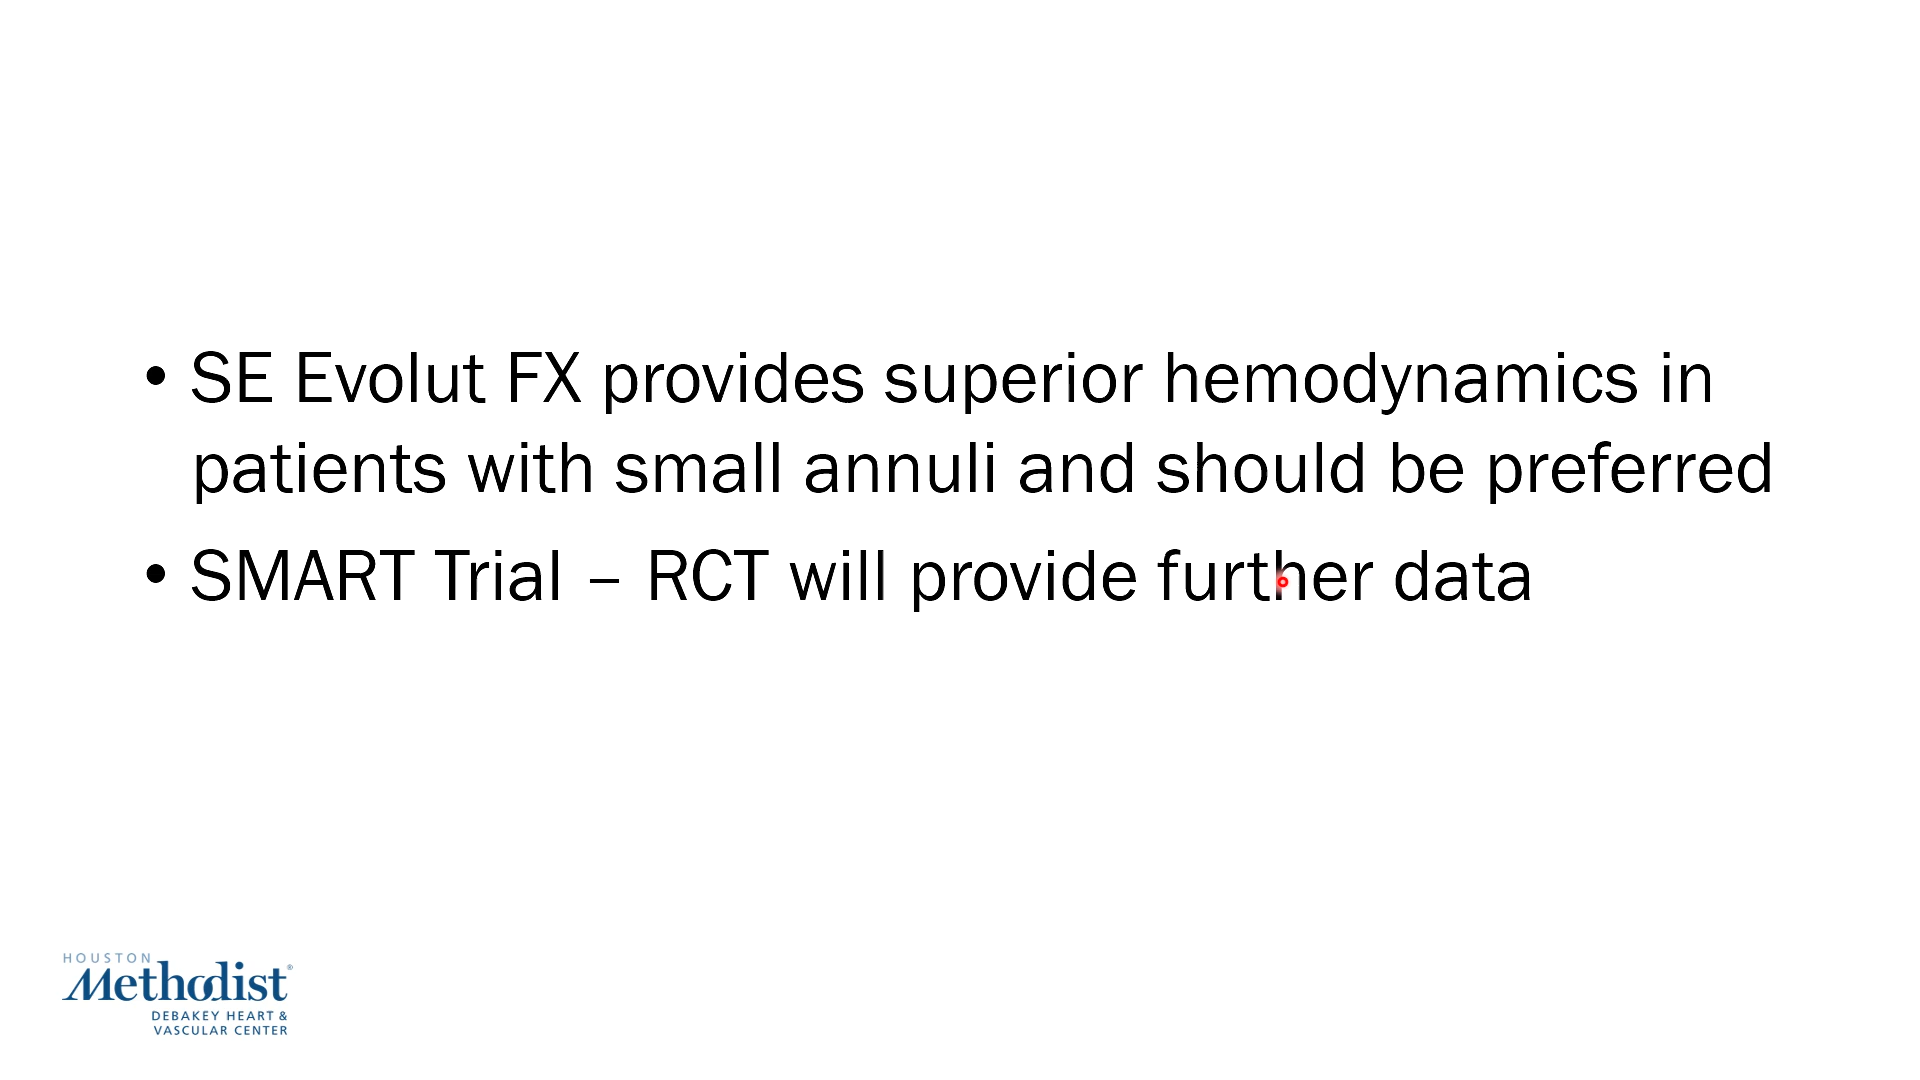 • SE Evolut FX provides superior hemodynamics in
patients with small annuli and should be preferred
• SMART Trial – RCT will provide further data
HOUSTON
Methodist®
DEBAKEY HEART &
VASCULAR CENTER